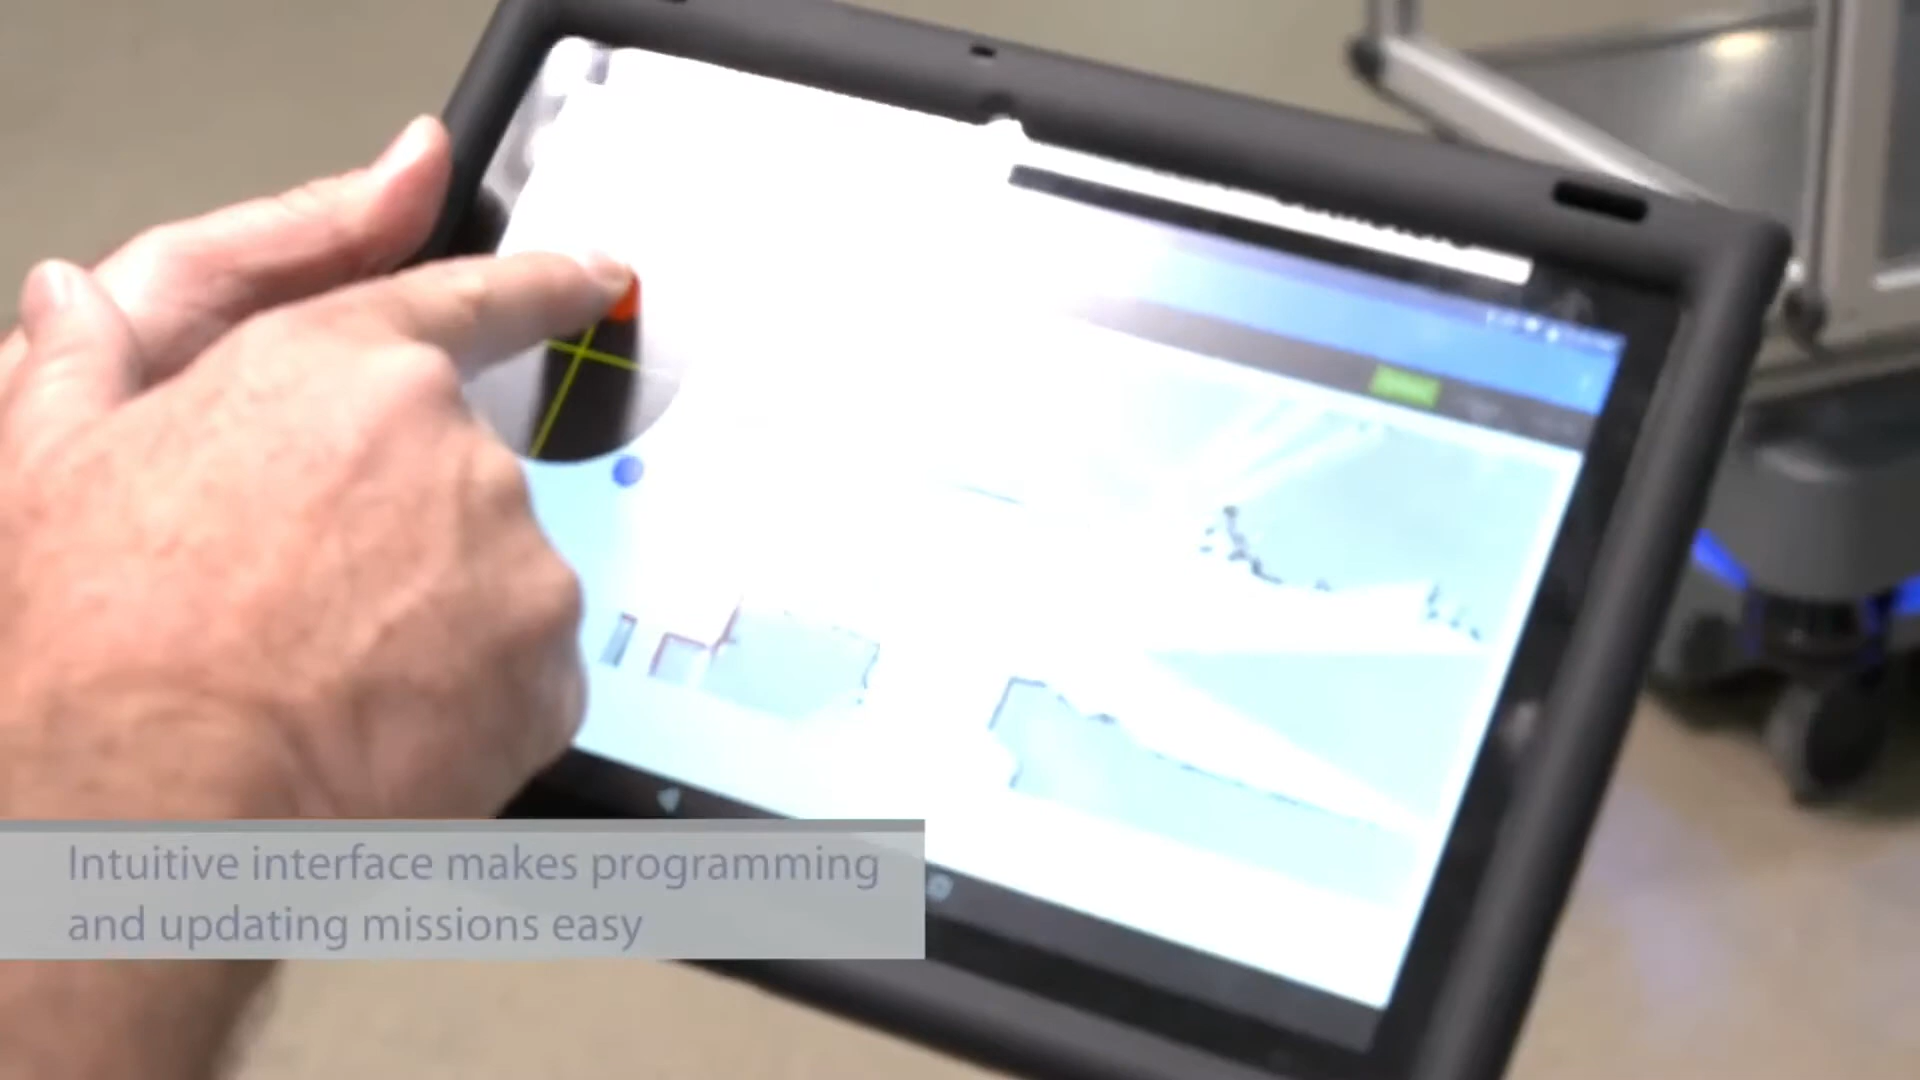 Intuitive interface makes programming
and updating missions easy